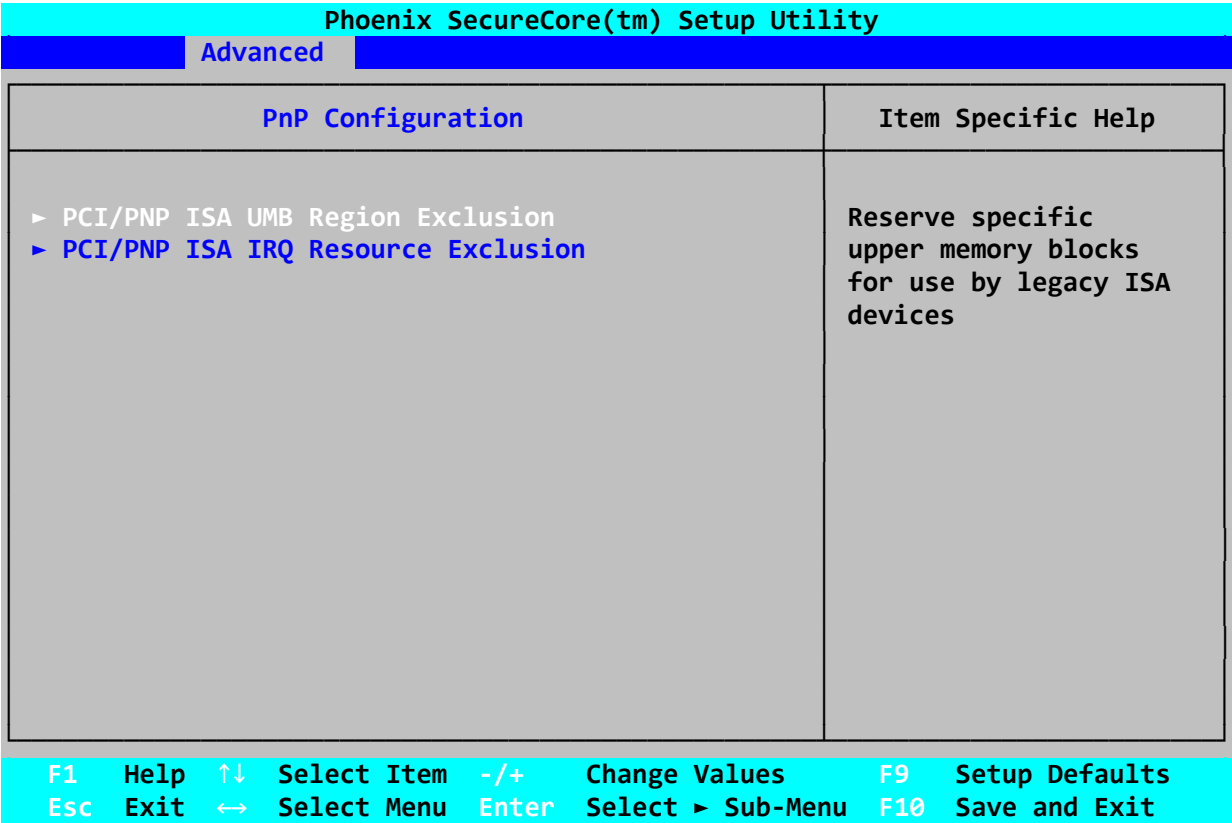 Phoenix SecureCore(tm) Setup Utility
Advanced
PnP Configuration
Item Specific Help
► PCI/PNP ISA UMB Region Exclusion
► PCI/PNP ISA IRQ Resource Exclusion
Reserve specific
upper memory blocks
for use by legacy ISA
devices
F1 Help ↑↓ Select Item -/+ Change Values F9 Setup Defaults
Esc Exit ↔ Select Menu Enter Select ► Sub-Menu F10 Save and Exit